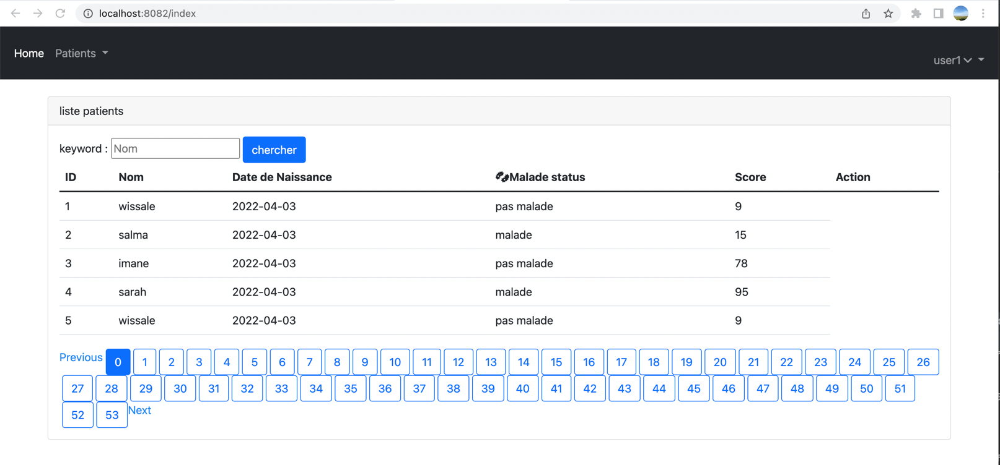 localhost:8082/index
Home Patients
user1
liste patients
keyword : Nom chercher
ID Nom Date de Naissance Malade status Score Action
1 wissale 2022-04-03 pas malade 9
2 salma 2022-04-03 malade 15
3 imane 2022-04-03 pas malade 78
4 sarah 2022-04-03 malade 95
5 wissale 2022-04-03 pas malade 9
Previous 0 1 2 3 4 5 6 7 8 9 10 11 12 13 14 15 16 17 18 19 20 21 22 23 24 25 26
27 28 29 30 31 32 33 34 35 36 37 38 39 40 41 42 43 44 45 46 47 48 49 50 51
52 53 Next